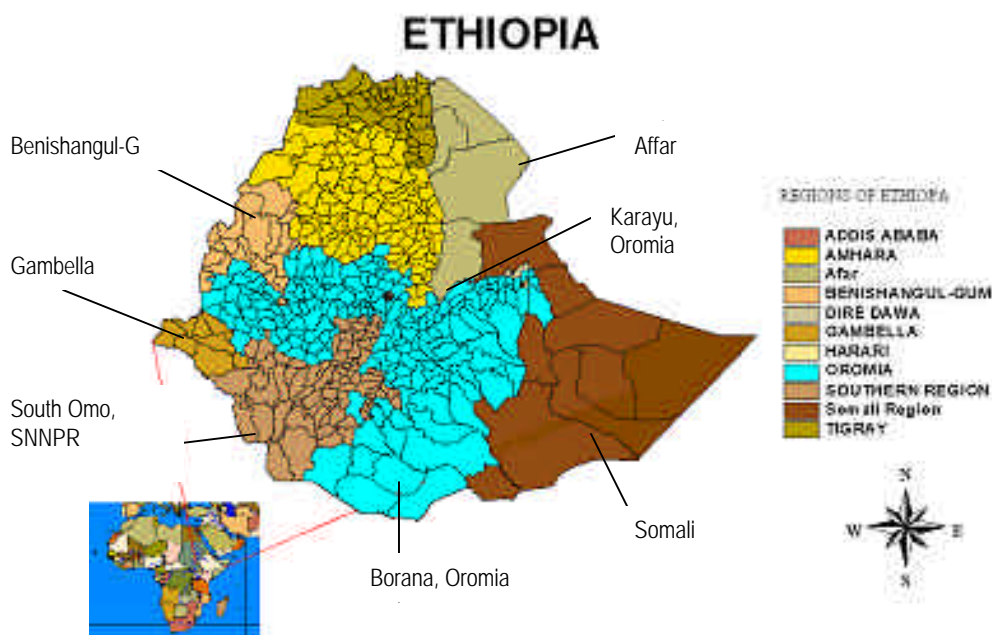 ETHIOPIA
Benishangul-G
Affar
Karayu,
Oromia
Gambella
South Omo,
SNNPR
Somali
Borana, Oromia
REGIONS OF ETHIOPA
ADDIS ABABA
AMHARA
Afar
BENISHANGUL-GUM
DIRE DAWA
GAMBELLA
HARARI
OROMIA
SOUTHERN REGION
Somali Region
TIGRAY
N
W E
S